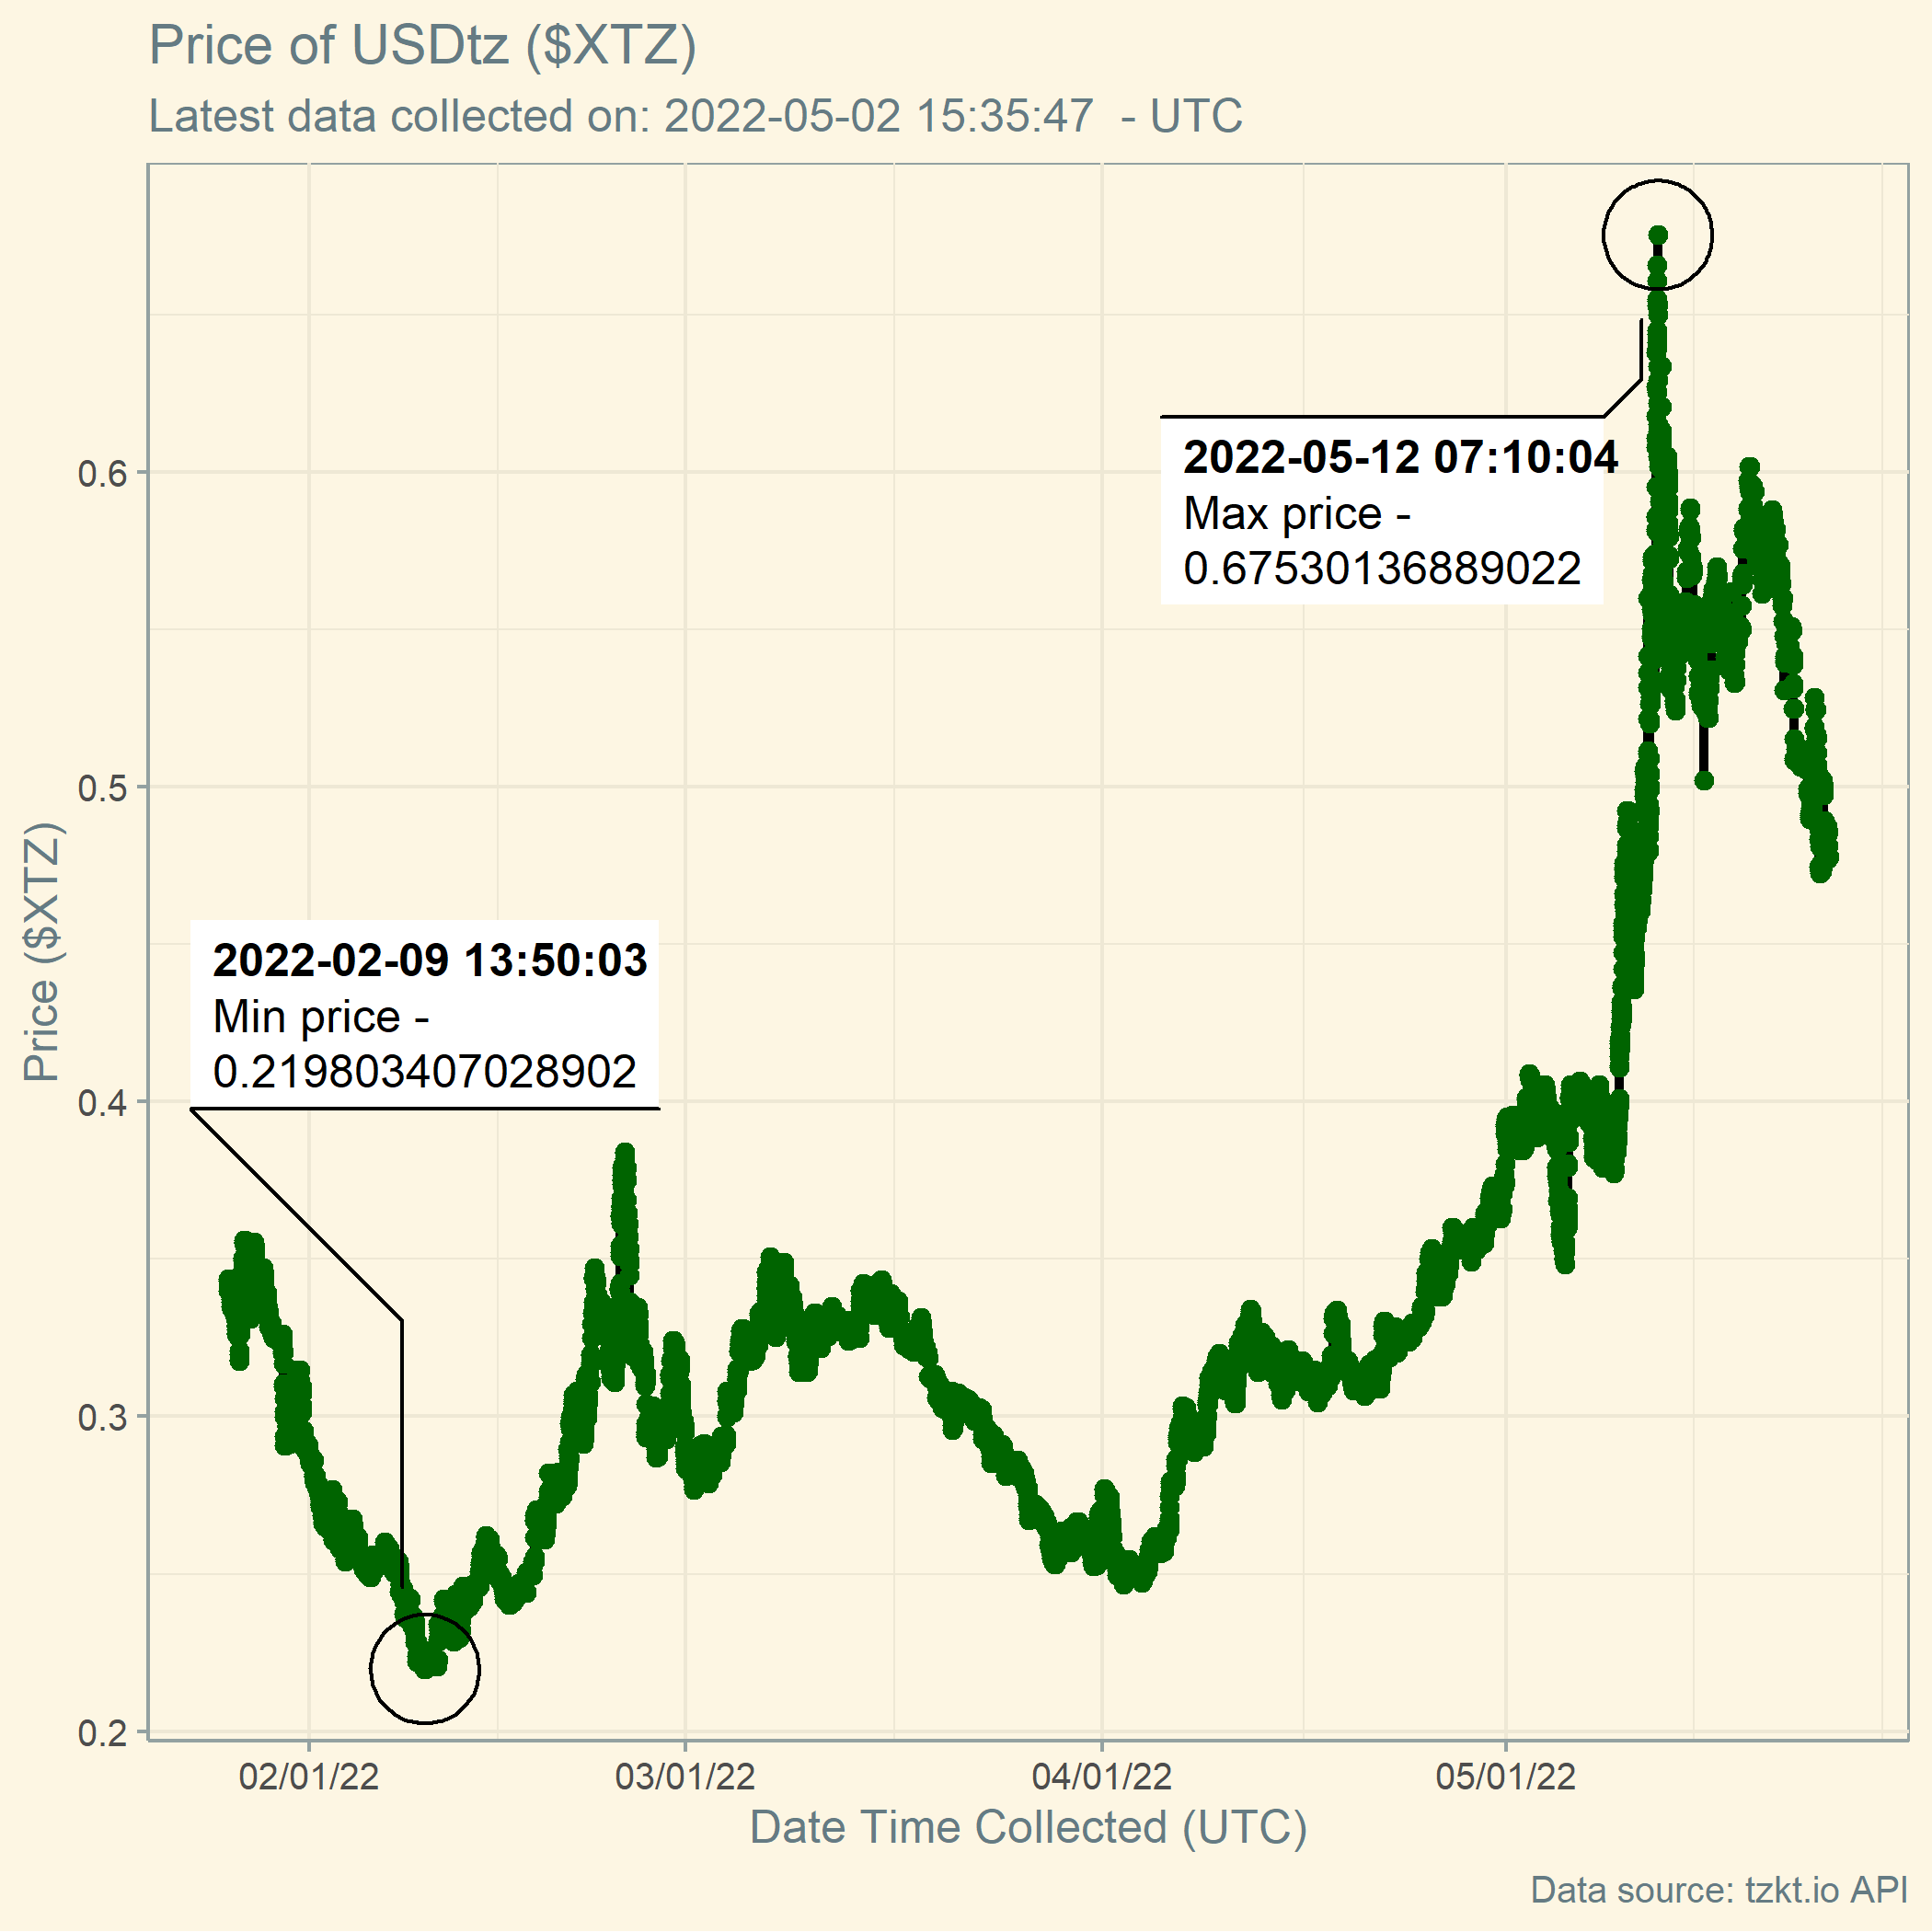 Price of USDtz ($XTZ)
Latest data collected on: 2022-05-02 15:35:47  - UTC
Price ($XTZ)
0.6
0.5
0.4
0.3
0.2
2022-05-12 07:10:04
Max price -
0.67530136889022
2022-02-09 13:50:03
Min price -
0.219803407028902
02/01/22
03/01/22
04/01/22
05/01/22
Date Time Collected (UTC)
Data source: tzkt.io API